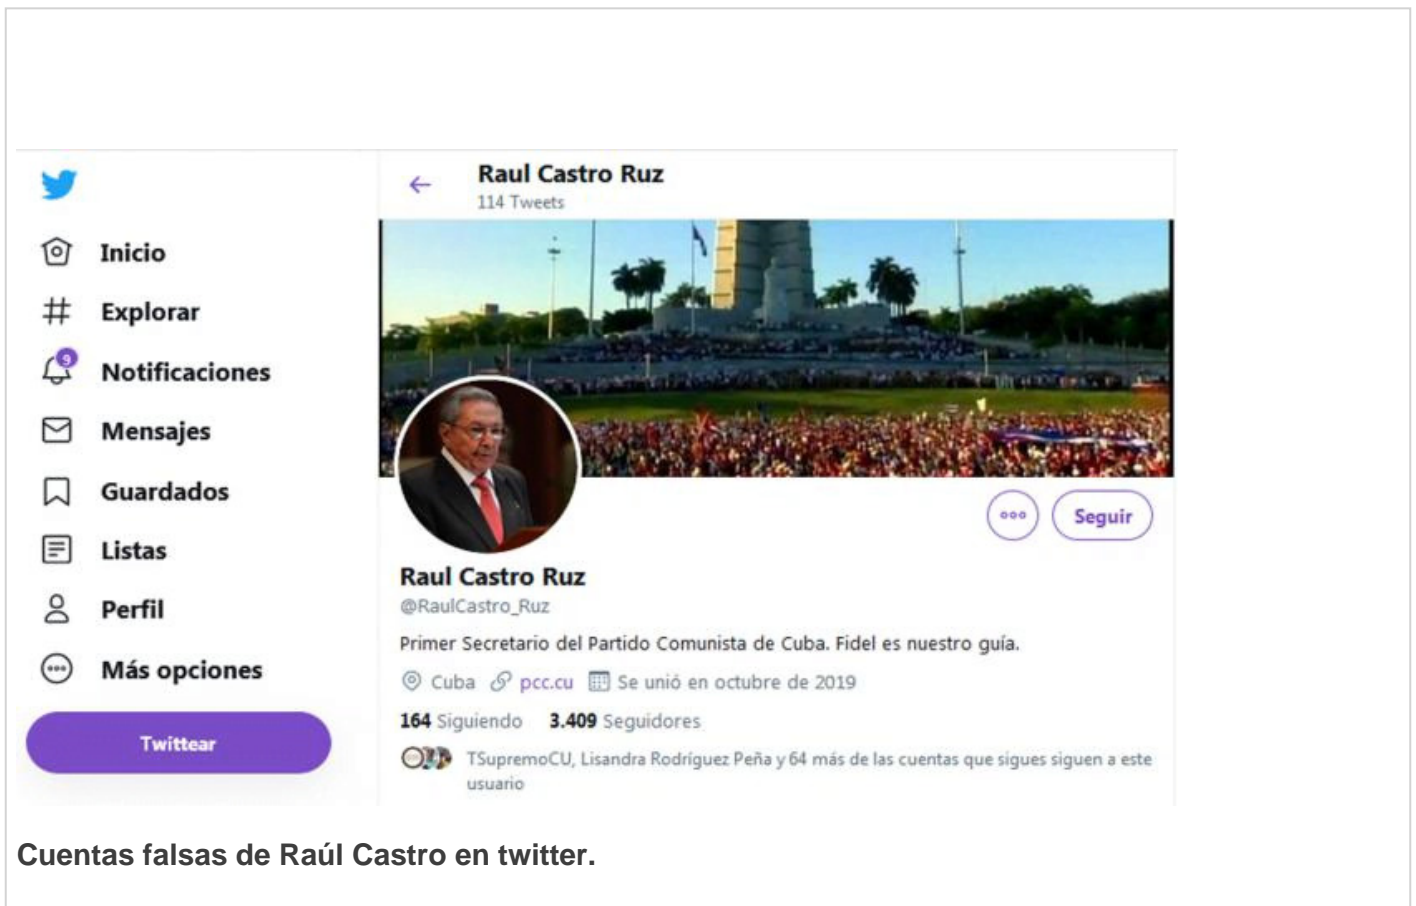 Raul Castro Ruz
114 Tweets
Inicio
Explorar
9
Notificaciones
Mensajes
Guardados
Listas
Perfil
Más opciones
Twittear
Seguir
Raul Castro Ruz
@RaulCastro_Ruz
Primer Secretario del Partido Comunista de Cuba. Fidel es nuestro guía.
Cuba pcc.cu Se unió en octubre de 2019
164 Siguiendo 3.409 Seguidores
TSupremoCU, Lisandra Rodríguez Peña y 64 más de las cuentas que sigues siguen a este
usuario
Cuentas falsas de Raúl Castro en twitter.